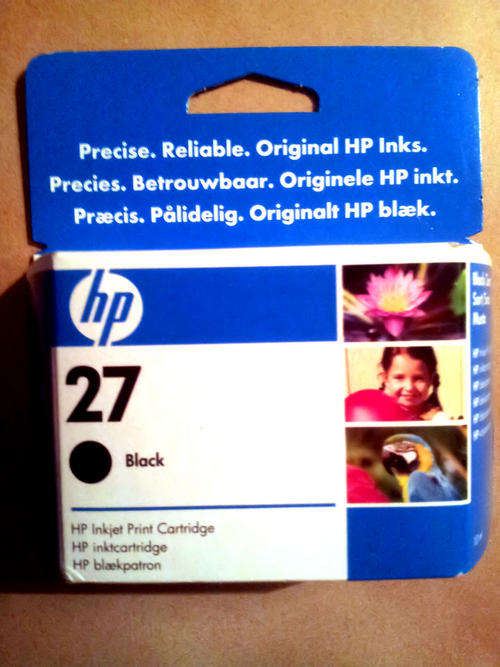 Precise. Reliable. Original HP Inks.
Precies. Betrouwbaar. Originele HP inkt.
Præcis. Pålidelig. Originalt HP blæk.
hp
27
Black
HP Inkjet Print Cartridge
HP inktcartridge
HP blækpatron